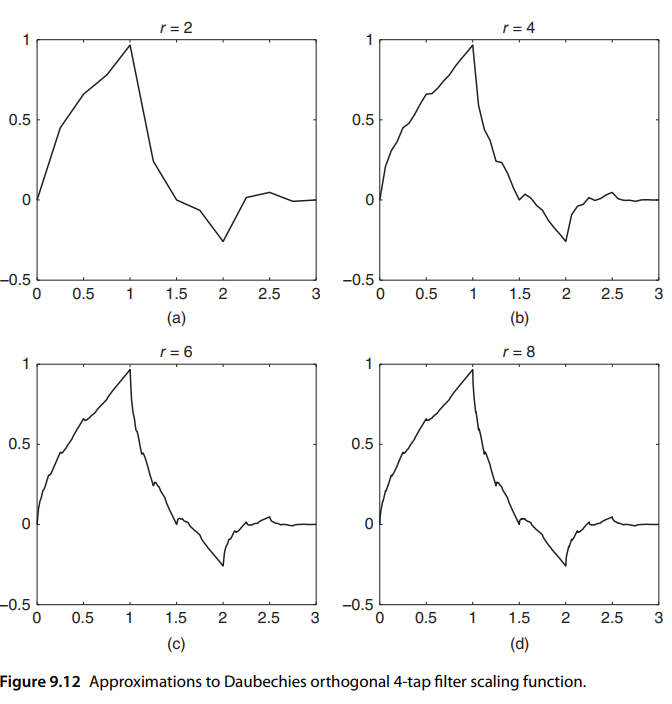 r = 2
1
0.5
0
−0.5
0 0.5 1 1.5 2 2.5 3
(a)
r = 4
1
0.5
0
−0.5
0 0.5 1 1.5 2 2.5 3
(b)
r = 6
1
0.5
0
−0.5
0 0.5 1 1.5 2 2.5 3
(c)
r = 8
1
0.5
0
−0.5
0 0.5 1 1.5 2 2.5 3
(d)
Figure 9.12 Approximations to Daubechies orthogonal 4-tap filter scaling function.